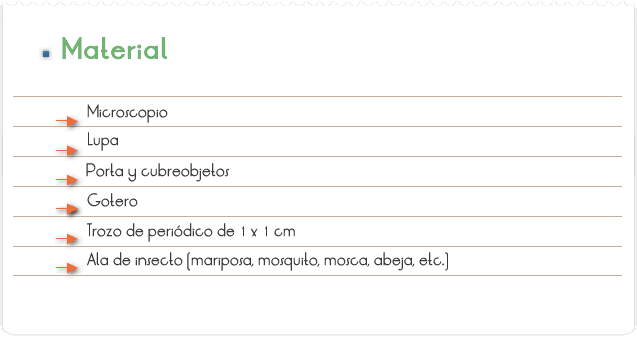 Material
Microscopio
Lupa
Porta y cubreobjetos
Gotero
Trozo de periódico de 1 x 1 cm
Ala de insecto (mariposa, mosquito, mosca, abeja, etc.)